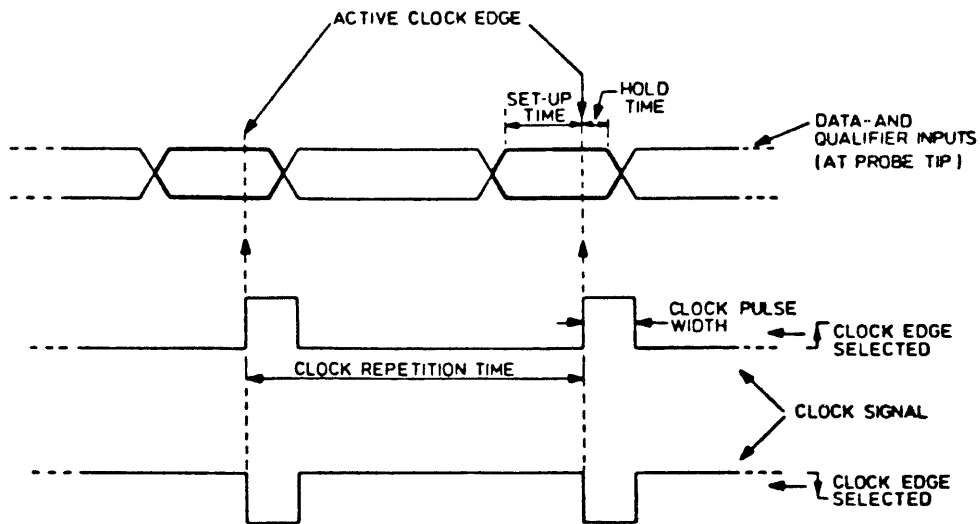 ACTIVE CLOCK EDGE
SET-UP
TIME
HOLD
TIME
DATA-AND
QUALIFIER INPUTS
(AT PROBE TIP)
CLOCK PULSE
WIDTH
CLOCK EDGE
SELECTED
CLOCK REPETITION TIME
CLOCK SIGNAL
CLOCK EDGE
SELECTED